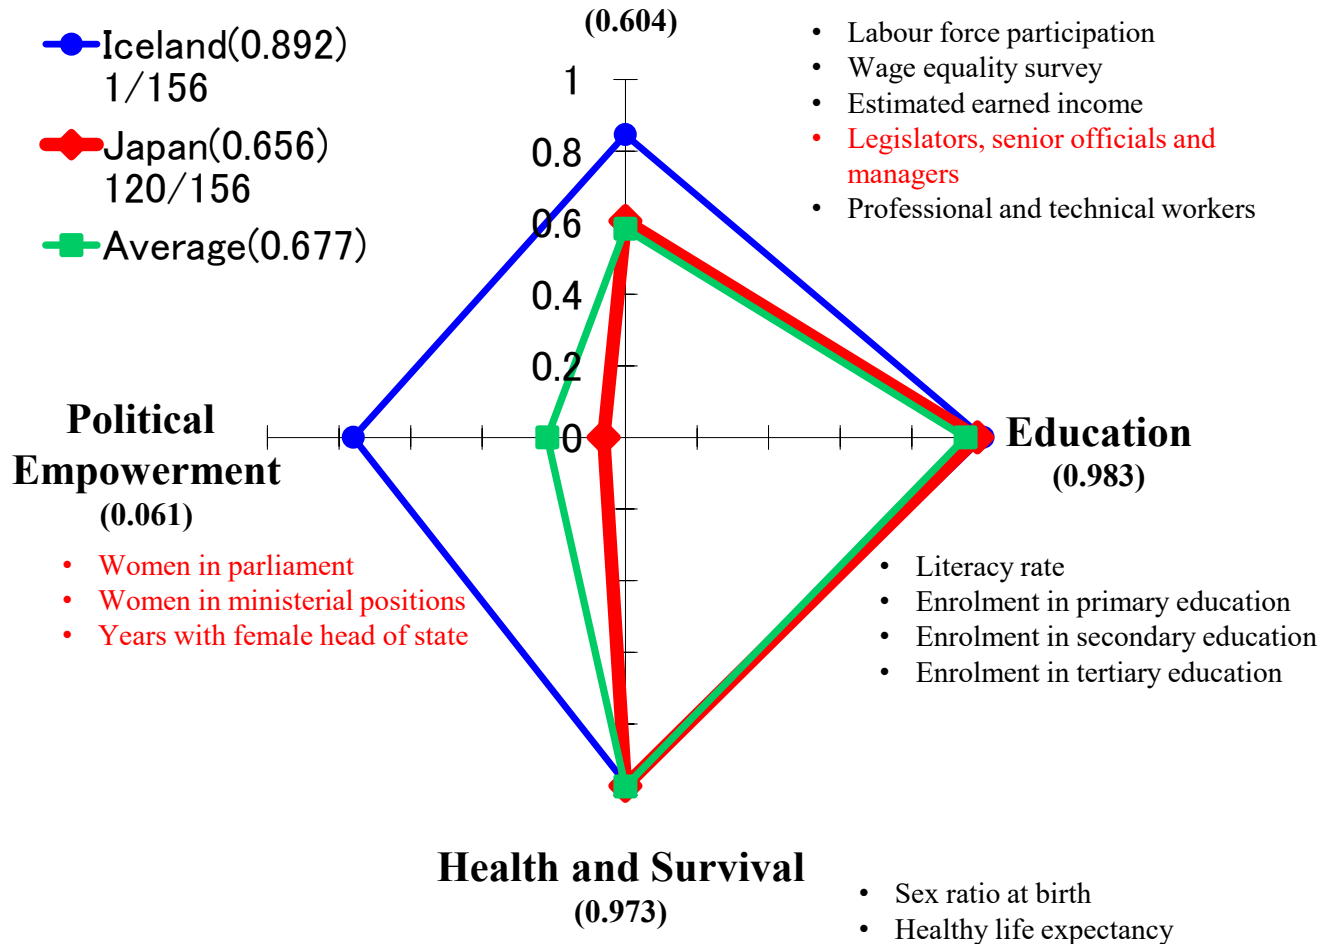 (0.604)
Iceland(0.892)
1/156
Japan(0.656)
120/156
Average(0.677)
• Labour force participation
• Wage equality survey
• Estimated earned income
• Legislators, senior officials and
managers
• Professional and technical workers
1
0.8
0.6
0.4
0.2
0
Political
Empowerment
(0.061)
• Women in parliament
• Women in ministerial positions
• Years with female head of state
Education
(0.983)
• Literacy rate
• Enrolment in primary education
• Enrolment in secondary education
• Enrolment in tertiary education
Health and Survival
(0.973)
• Sex ratio at birth
• Healthy life expectancy